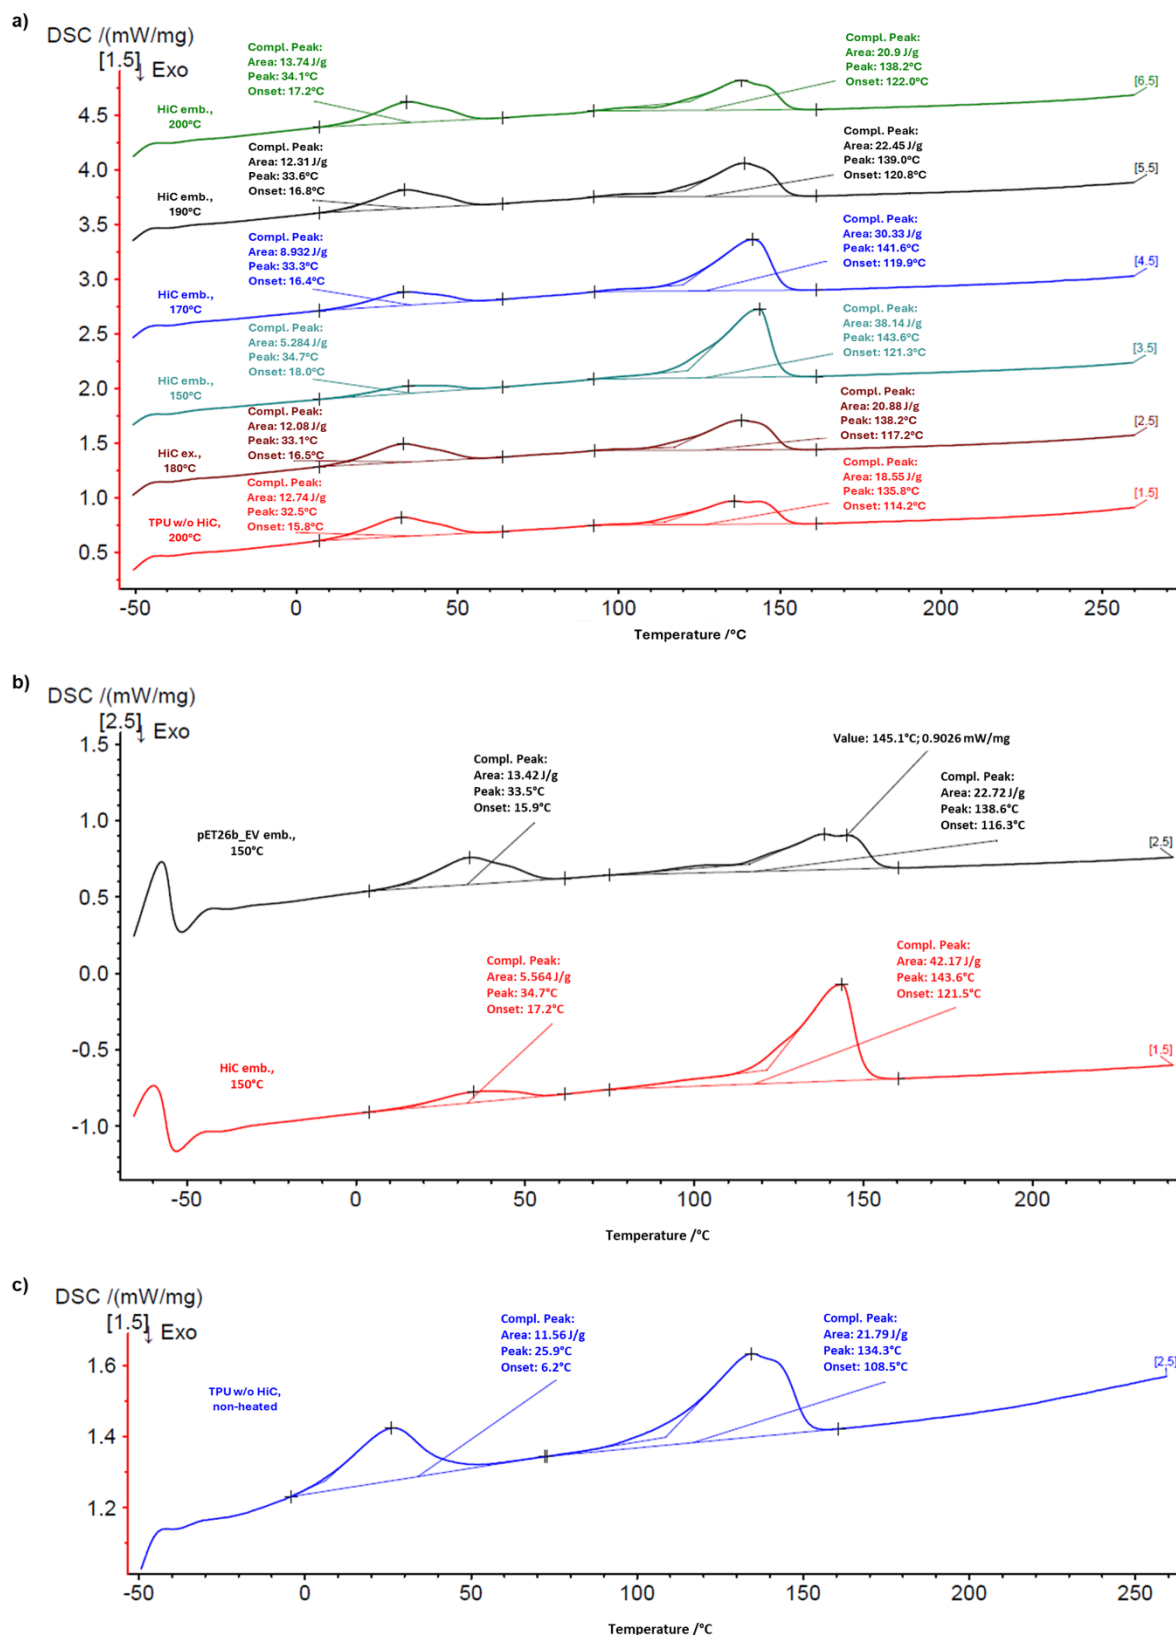 a)
DSC /(mW/mg)
[1.5]
↓ Exo
Compl. Peak:
Area: 13.74 J/g
Peak: 34.1°C
Onset: 17.2°C
Compl. Peak:
Area: 20.9 J/g
Peak: 138.2°C
Onset: 122.0°C
HiC emb.,
200°C
[6.5]
Compl. Peak:
Area: 12.31 J/g
Peak: 33.6°C
Onset: 16.8°C
Compl. Peak:
Area: 22.45 J/g
Peak: 139.0°C
Onset: 120.8°C
HiC emb.,
190°C
[5.5]
Compl. Peak:
Area: 8.932 J/g
Peak: 33.3°C
Onset: 16.4°C
Compl. Peak:
Area: 30.33 J/g
Peak: 141.6°C
Onset: 119.9°C
HiC emb.,
170°C
[4.5]
Compl. Peak:
Area: 5.284 J/g
Peak: 34.7°C
Onset: 18.0°C
Compl. Peak:
Area: 38.14 J/g
Peak: 143.6°C
Onset: 121.3°C
HiC emb.,
150°C
[3.5]
Compl. Peak:
Area: 12.08 J/g
Peak: 33.1°C
Onset: 16.5°C
Compl. Peak:
Area: 20.88 J/g
Peak: 138.2°C
Onset: 117.2°C
HiC ex.,
180°C
[2.5]
Compl. Peak:
Area: 12.74 J/g
Peak: 32.5°C
Onset: 15.8°C
Compl. Peak:
Area: 18.55 J/g
Peak: 135.8°C
Onset: 114.2°C
TPU w/o HiC,
200°C
[1.5]
4.5
4.0
3.5
3.0
2.5
2.0
1.5
1.0
0.5
-50 0 50 100 150 200 250
Temperature /°C
b)
DSC /(mW/mg)
[2.5]
↓ Exo
Compl. Peak:
Area: 13.42 J/g
Peak: 33.5°C
Onset: 15.9°C
Value: 145.1°C; 0.9026 mW/mg
Compl. Peak:
Area: 22.72 J/g
Peak: 138.6°C
Onset: 116.3°C
pET26b_EV emb.,
150°C
[2.5]
Compl. Peak:
Area: 5.564 J/g
Peak: 34.7°C
Onset: 17.2°C
Compl. Peak:
Area: 42.17 J/g
Peak: 143.6°C
Onset: 121.5°C
HiC emb.,
150°C
[1.5]
1.5
1.0
0.5
0.0
-0.5
-1.0
-50 0 50 100 150 200
Temperature /°C
c)
DSC /(mW/mg)
[1.5]
↓ Exo
Compl. Peak:
Area: 11.56 J/g
Peak: 25.9°C
Onset: 6.2°C
Compl. Peak:
Area: 21.79 J/g
Peak: 134.3°C
Onset: 108.5°C
TPU w/o HiC,
non-heated
[2.5]
1.6
1.4
1.2
-50 0 50 100 150 200 250
Temperature /°C